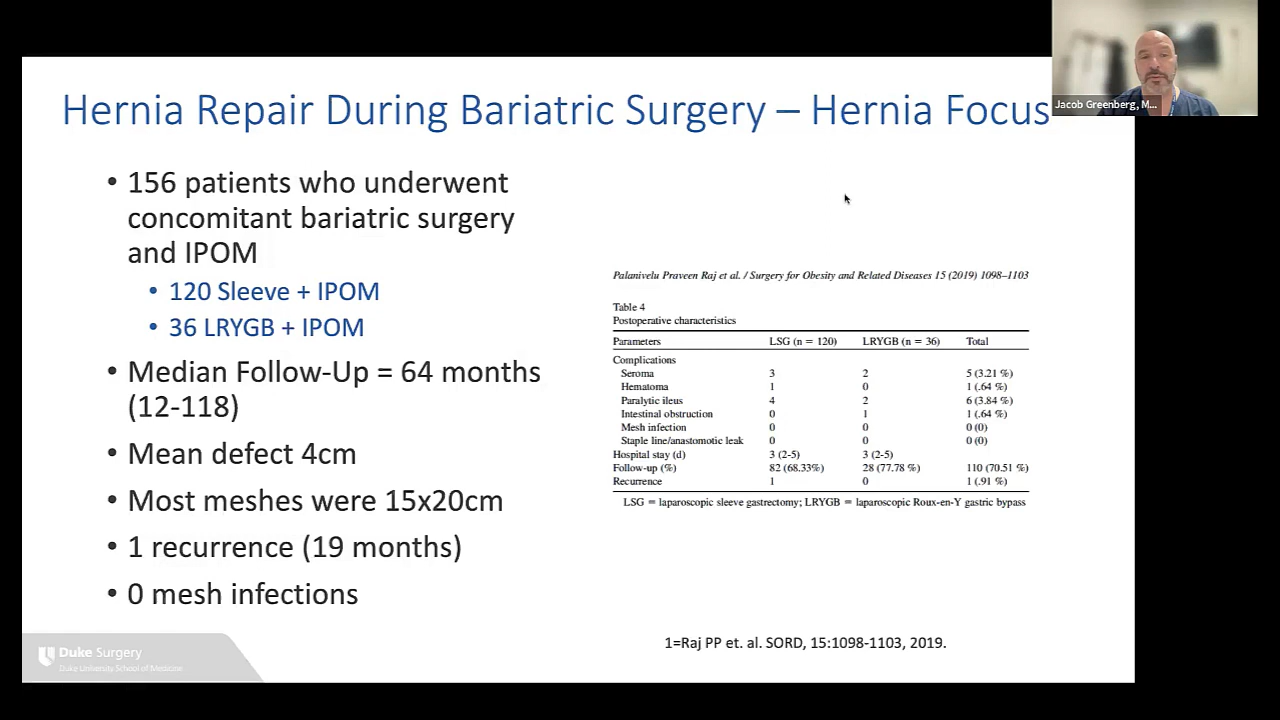 Hernia Repair During Bariatric Surgery – Hernia Focus
Jacob Greenberg, M...
• 156 patients who underwent
concomitant bariatric surgery
and IPOM
• 120 Sleeve + IPOM
• 36 LRYGB + IPOM
• Median Follow-Up = 64 months
(12-118)
• Mean defect 4cm
• Most meshes were 15x20cm
• 1 recurrence (19 months)
• 0 mesh infections
Palanivelu Praveen Raj et al. / Surgery for Obesity and Related Diseases 15 (2019) 1098–1103
Table 4
Postoperative characteristics
Parameters LSG (n = 120) LRYGB (n = 36) Total
Complications
Seroma 3 2 5 (3.21 %)
Hematoma 1 0 1 (.64 %)
Paralytic ileus 4 2 6 (3.84 %)
Intestinal obstruction 0 1 1 (.64 %)
Mesh infection 0 0 0 (0)
Staple line/anastomotic leak 0 0 0 (0)
Hospital stay (d) 3 (2-5) 3 (2-5)
Follow-up (%) 82 (68.33%) 28 (77.78 %) 110 (70.51 %)
Recurrence 1 0 1 (.91 %)
LSG = laparoscopic sleeve gastrectomy; LRYGB = laparoscopic Roux-en-Y gastric bypass
1=Raj PP et. al. SORD, 15:1098-1103, 2019.
Duke Surgery
Duke University School of Medicine